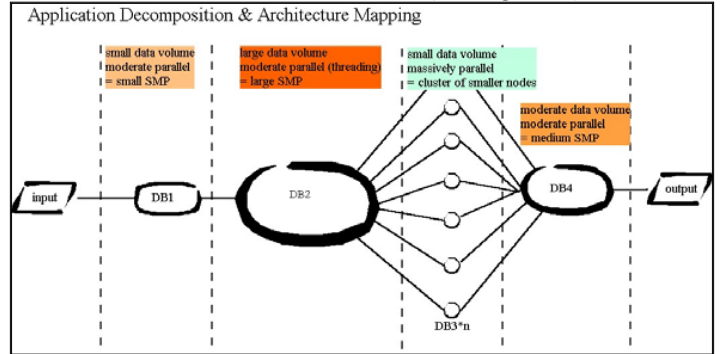 Application Decomposition & Architecture Mapping
small data volume
moderate parallel
= small SMP
large data volume
moderate parallel (threading)
= large SMP
small data volume
massively parallel
= cluster of smaller nodes
moderate data volume
moderate parallel
= medium SMP
input
DB1
DB2
DB4
output
DB3*n